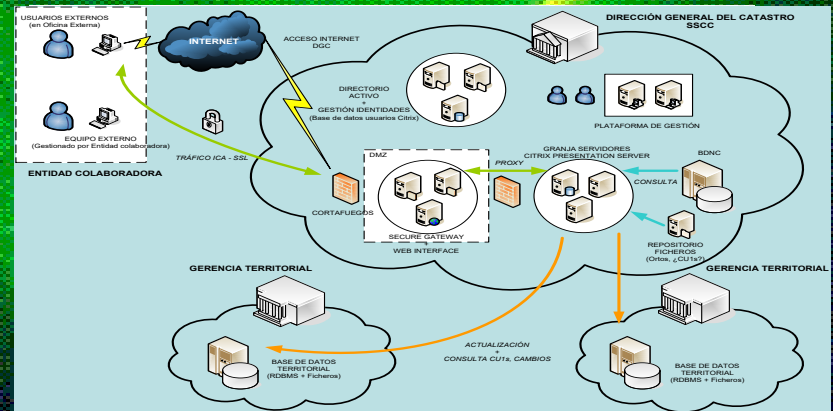 USUARIOS EXTERNOS
(en Oficina Externa)
EQUIPO EXTERNO
(Gestionado por Entidad colaboradora)
ENTIDAD COLABORADORA
INTERNET
ACCESO INTERNET
DGC
TRÁFICO ICA - SSL
DIRECCIÓN GENERAL DEL CATASTRO
SSCC
DIRECTORIO
ACTIVO
+
GESTIÓN IDENTIDADES
(Base de datos usuarios Citrix)
PLATAFORMA DE GESTIÓN
CORTAFUEGOS
DMZ
SECURE GATEWAY
WEB INTERFACE
PROXY
GRANJA SERVIDORES
CITRIX PRESENTATION SERVER
BDNC
CONSULTA
REPOSITORIO
FICHEROS
(Ortos, ¿CU1s?)
GERENCIA TERRITORIAL
BASE DE DATOS
TERRITORIAL
(RDBMS + Ficheros)
ACTUALIZACIÓN
+
CONSULTA CU1s, CAMBIOS
GERENCIA TERRITORIAL
BASE DE DATOS
TERRITORIAL
(RDBMS + Ficheros)